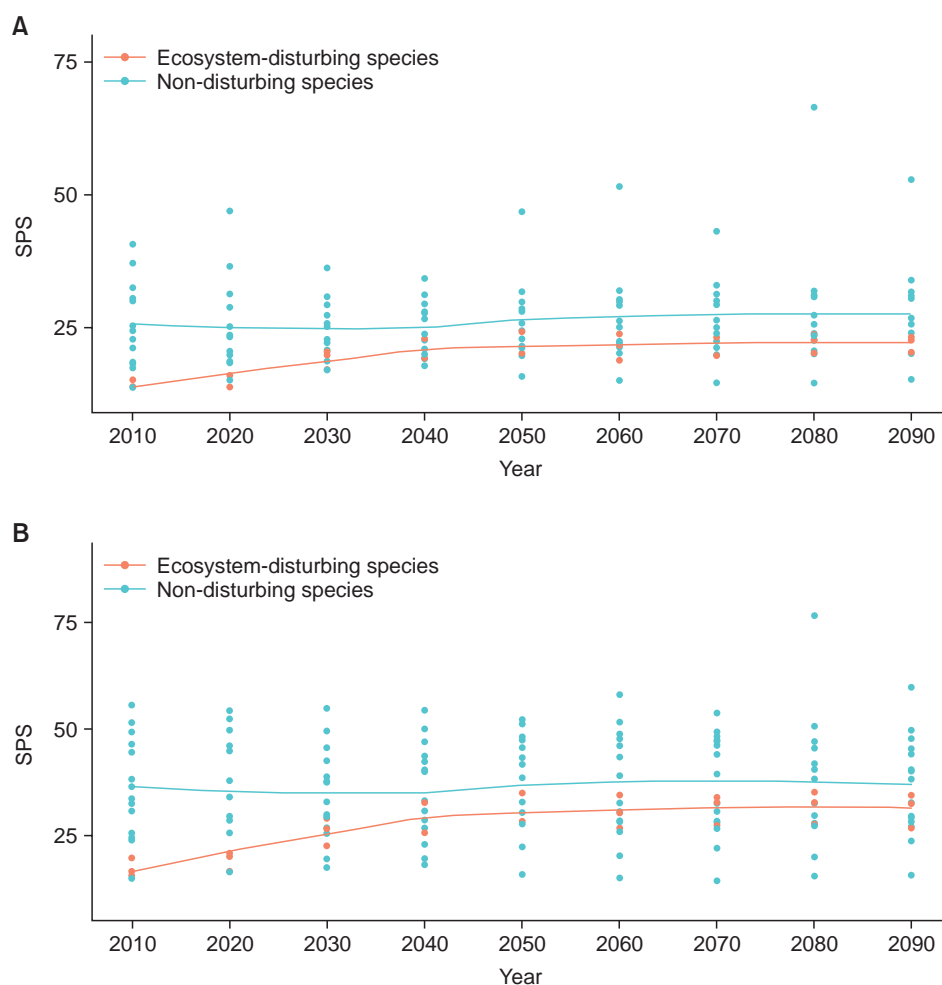 A
75
50
25
SPS
Ecosystem-disturbing species
Non-disturbing species
2010 2020 2030 2040 2050 2060 2070 2080 2090
Year
B
75
50
25
SPS
Ecosystem-disturbing species
Non-disturbing species
2010 2020 2030 2040 2050 2060 2070 2080 2090
Year